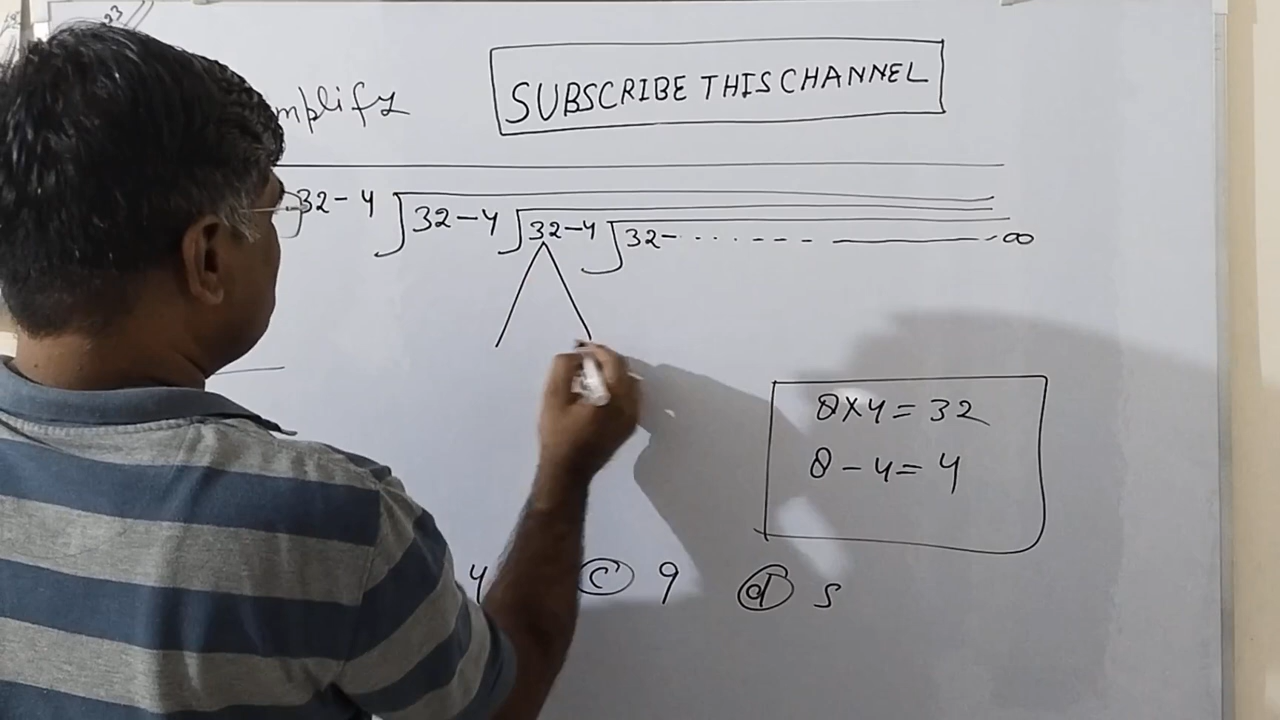 SUBSCRIBE THIS CHANNEL
32 - 4 √32 - 4 √32 - 4 √32 - ....... --- ∞
8 × 4 = 32
8 - 4 = 4
4 (c) 9 (d) 5